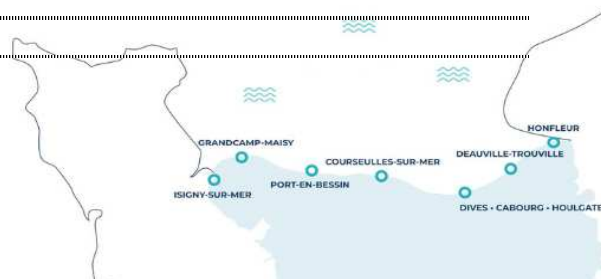 HONFLEUR
GRANDCAMP-MAISY
DEAUVILLE-TROUVILLE
COURSEULLES-SUR-MER
PORT-EN-BESSIN
ISIGNY-SUR-MER
DIVES • CABOURG • HOULGATE